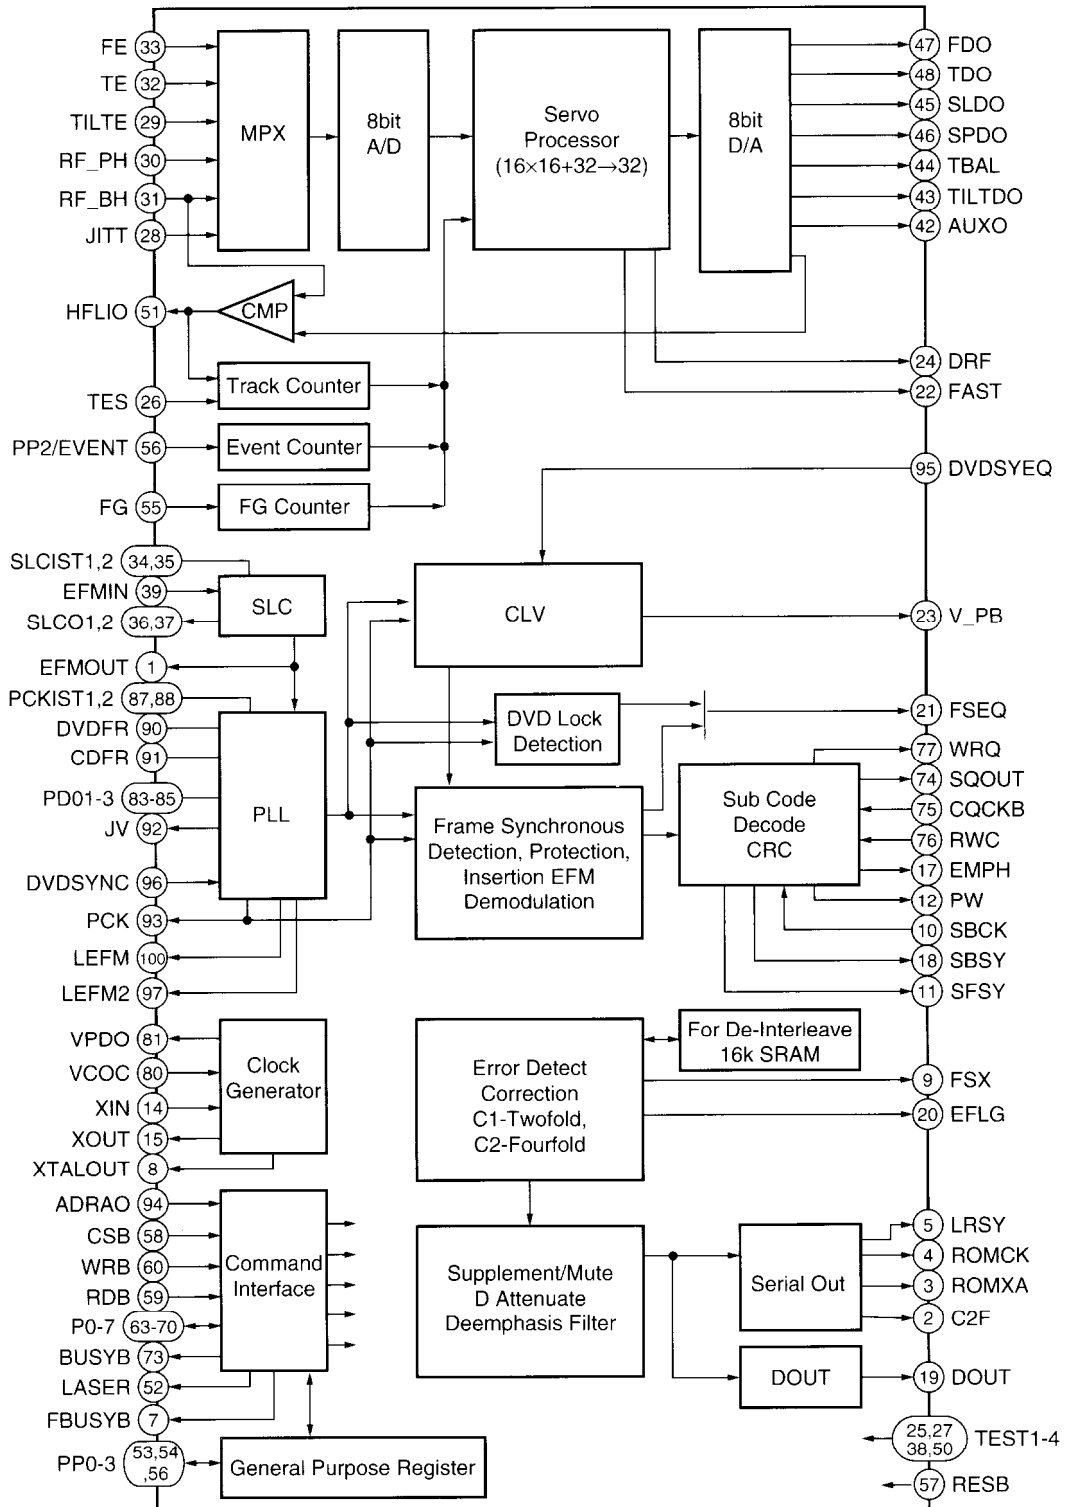 FE 33
TE 32
TILTE 29
RF_PH 30
RF_BH 31
JITT 28
HFLIO 51
TES 26
PP2/EVENT 56
FG 55
SLCIST1,2 34,35
EFMIN 39
SLCO1,2 36,37
EFMOUT 1
PCKIST1,2 87,88
DVDFR 90
CDFR 91
PD01-3 83-85
JV 92
DVDSYNC 96
PCK 93
LEFM 100
LEFM2 97
VPDO 81
VCOC 80
XIN 14
XOUT 15
XTALOUT 8
ADRAO 94
CSB 58
WRB 60
RDB 59
P0-7 63-70
BUSYB 73
LASER 52
FBUSYB 7
PP0-3 53,54
,56
MPX
8bit
A/D
Servo
Processor
(16×16+32→32)
8bit
D/A
CMP
Track Counter
Event Counter
FG Counter
SLC
CLV
DVD Lock
Detection
PLL
Frame Synchronous
Detection, Protection,
Insertion EFM
Demodulation
Sub Code
Decode
CRC
Clock
Generator
Error Detect
Correction
C1-Twofold,
C2-Fourfold
For De-Interleave
16k SRAM
Command
Interface
Supplement/Mute
D Attenuate
Deemphasis Filter
Serial Out
DOUT
General Purpose Register
47 FDO
48 TDO
45 SLDO
46 SPDO
44 TBAL
43 TILTDO
42 AUXO
24 DRF
22 FAST
95 DVDSYEQ
23 V_PB
21 FSEQ
77 WRQ
74 SQOUT
75 CQCKB
76 RWC
17 EMPH
12 PW
10 SBCK
18 SBSY
11 SFSY
9 FSX
20 EFLG
5 LRSY
4 ROMCK
3 ROMXA
2 C2F
19 DOUT
25,27
38,50 TEST1-4
57 RESB